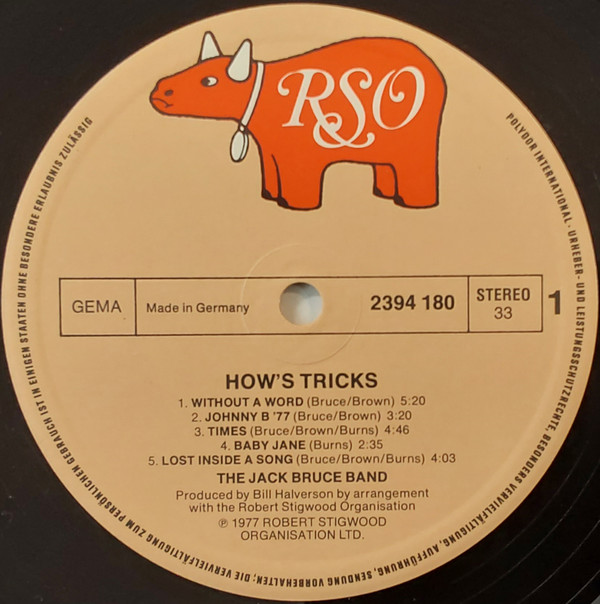 RSO
GEMA
Made in Germany
2394 180
STEREO
33
1
HOW'S TRICKS
1. WITHOUT A WORD (Bruce/Brown) 5:20
2. JOHNNY B '77 (Bruce/Brown) 3:20
3. TIMES (Bruce/Brown/Burns) 4:46
4. BABY JANE (Burns) 2:35
5. LOST INSIDE A SONG (Bruce/Brown/Burns) 4:03
THE JACK BRUCE BAND
Produced by Bill Halverson by arrangement
with the Robert Stigwood Organisation
℗ 1977 ROBERT STIGWOOD
ORGANISATION LTD.
POLYDOR INTERNATIONAL · URHEBER- UND LEISTUNGSSCHUTZRECHTE, BESONDERS VERVIELFÄLTIGUNG, AUFFÜHRUNG, SENDUNG VORBEHALTEN; DIE VERVIELFÄLTIGUNG ZUM PERSÖNLICHEN GEBRAUCH IST IN EINIGEN STAATEN OHNE BESONDERE ERLAUBNIS ZULÄSSIG